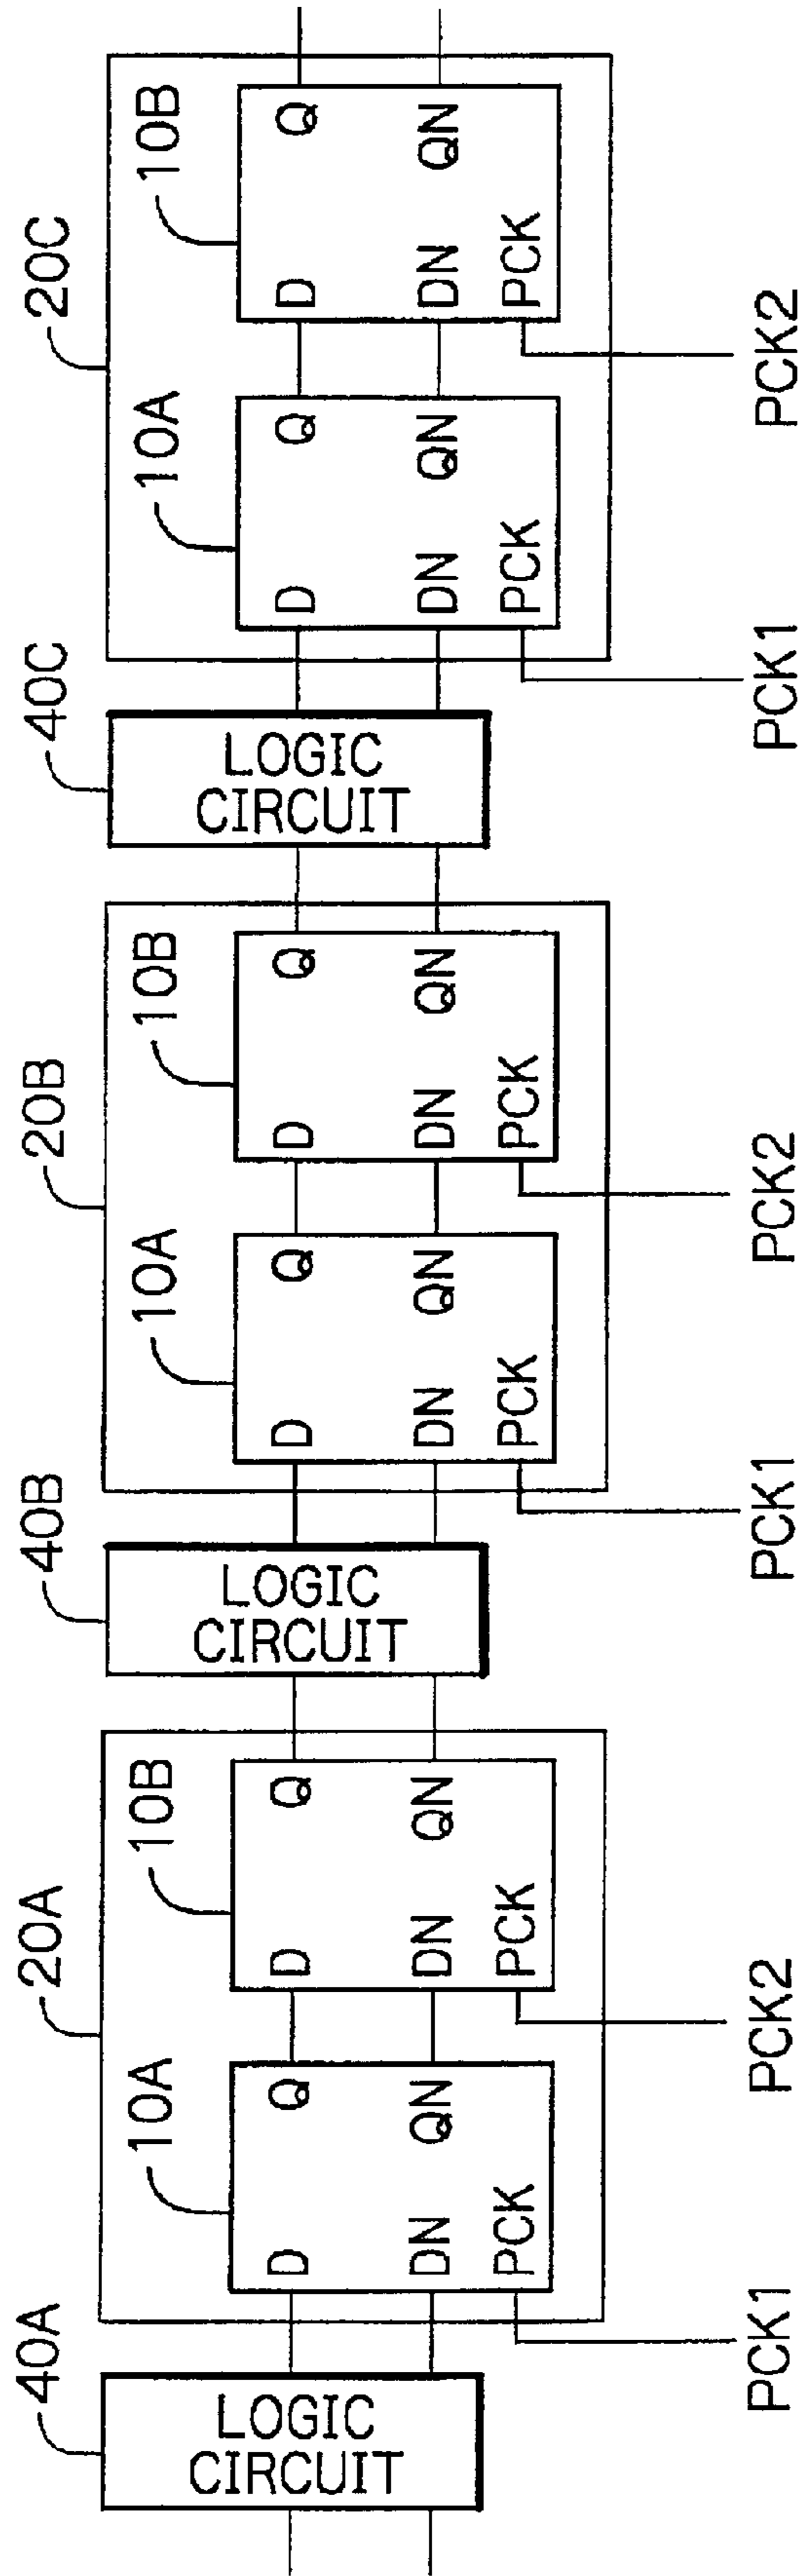 40A
20A
40B
20B
40C
20C
10A
10B
10A
10B
10A
10B
LOGIC
CIRCUIT
D
Q
D
Q
LOGIC
CIRCUIT
D
Q
D
Q
LOGIC
CIRCUIT
D
Q
D
Q
DN
QN
DN
QN
DN
QN
DN
QN
DN
QN
DN
QN
PCK
PCK
PCK
PCK
PCK
PCK
PCK1
PCK2
PCK1
PCK2
PCK1
PCK2